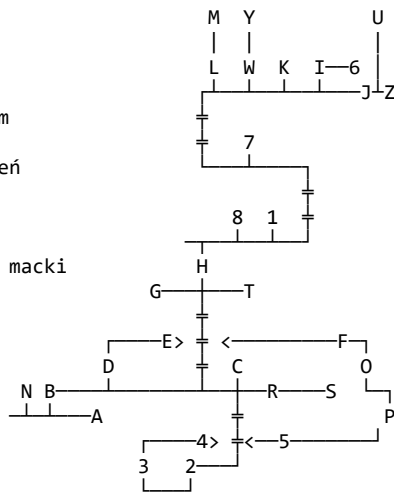 M Y U
L W K I 6
J Z
m
7
eń
8 1
macki
H
G T
E> < F
D C O
N B R S
A P
4> < 5
3 2